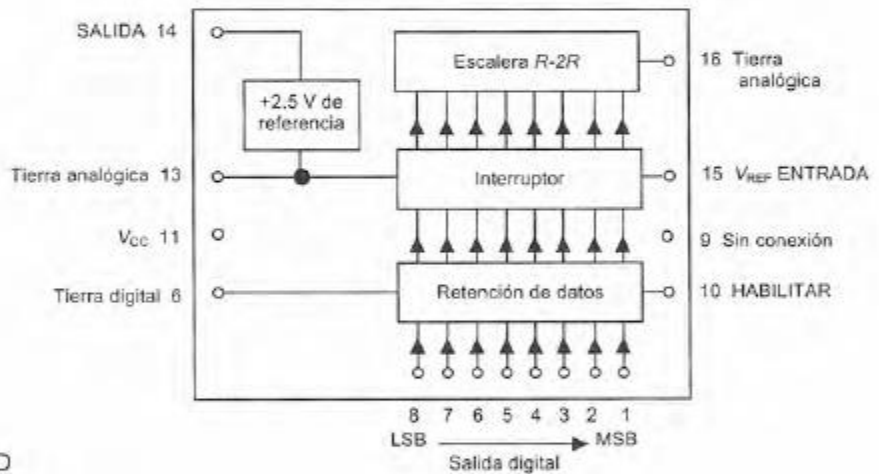 SALIDA 14
+2.5 V de
referencia
Tierra analógica 13
V_CC 11
Tierra digital 6
Escalera R-2R
Interruptor
Retención de datos
16 Tierra
analógica
15 V_REF ENTRADA
9 Sin conexión
10 HABILITAR
8 7 6 5 4 3 2 1
LSB MSB
Salida digital